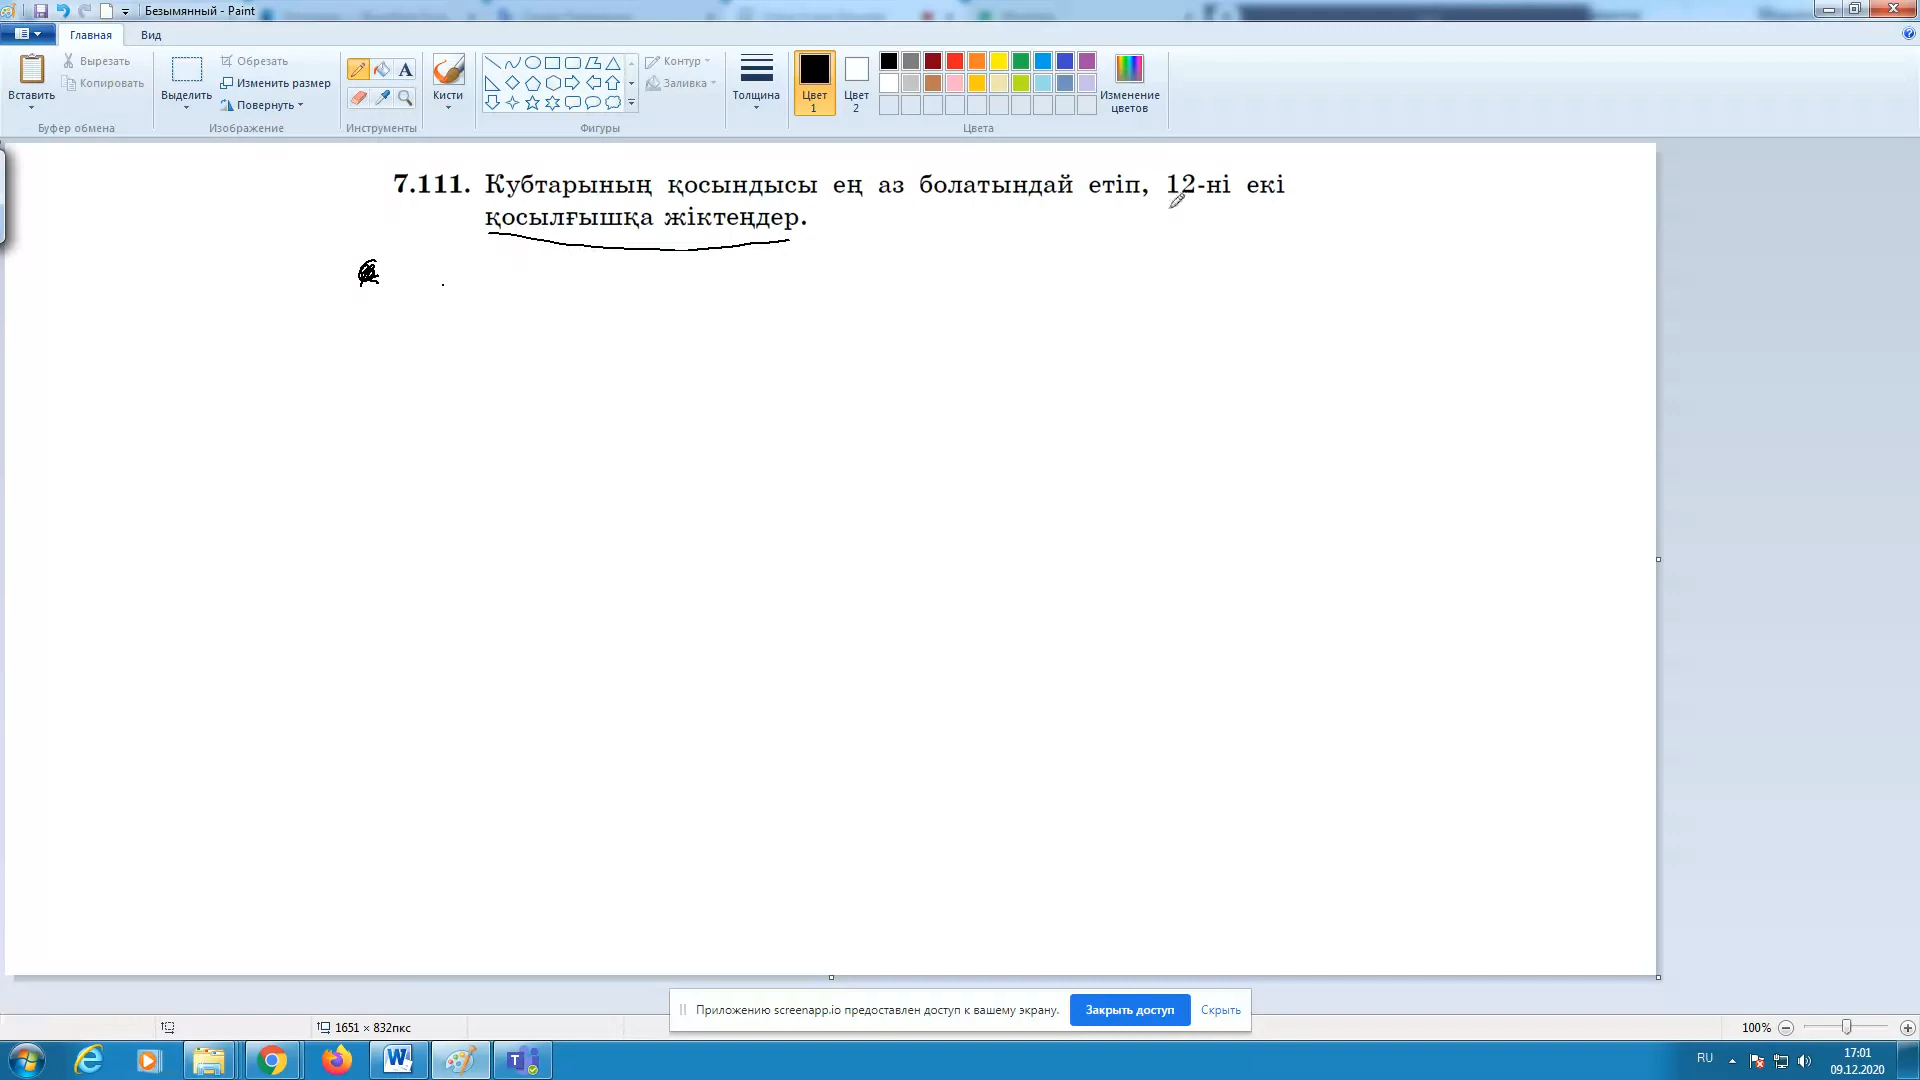 Безымянный - Paint
Главная Вид
Вставить
Вырезать
Копировать
Буфер обмена
Выделить
Обрезать
Изменить размер
Повернуть
Изображение
Инструменты
Кисти
Контур
Заливка
Фигуры
Толщина
Цвет 1
Цвет 2
Изменение цветов
Цвета
7.111. Кубтарының қосындысы ең аз болатындай етіп, 12-ні екі
қосылғышқа жіктеңдер.
Приложению screenapp.io предоставлен доступ к вашему экрану. Закрыть доступ Скрыть
1651 × 832пкс
100%
RU
17:01
09.12.2020